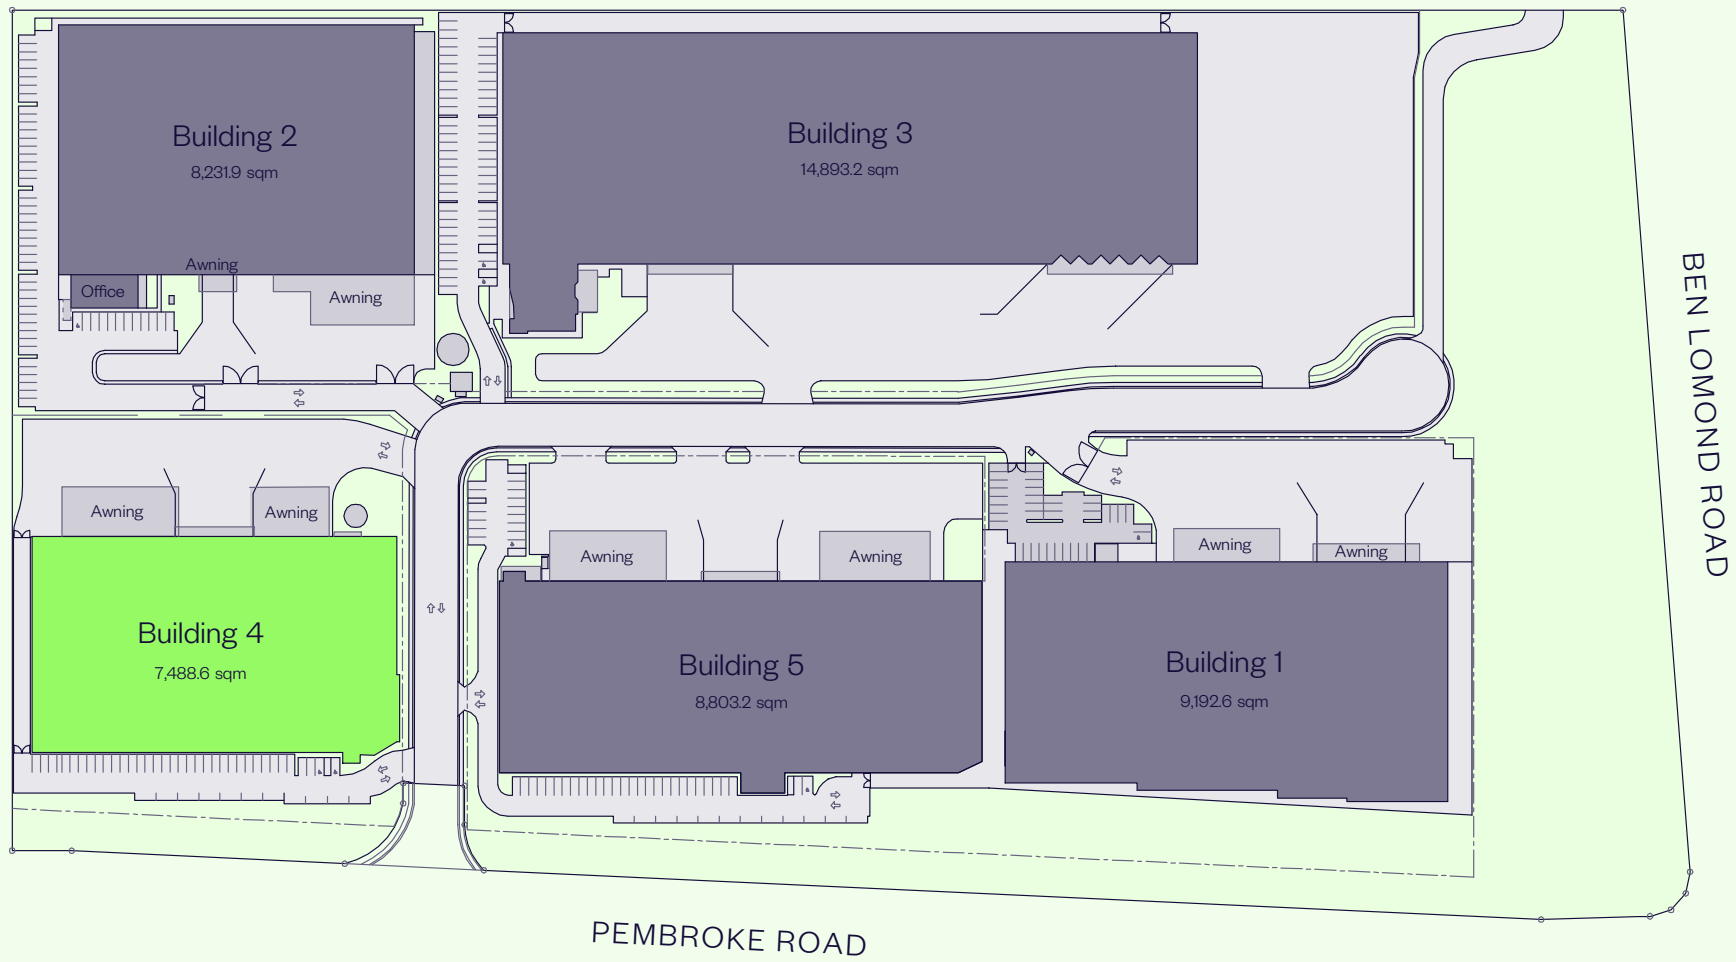 Building 2
8,231.9 sqm
Building 3
14,893.2 sqm
Awning
Office
Awning
BEN LOMOND ROAD
Awning
Awning
Awning
Awning
Awning
Awning
Building 4
7,488.6 sqm
Building 5
8,803.2 sqm
Building 1
9,192.6 sqm
PEMBROKE ROAD